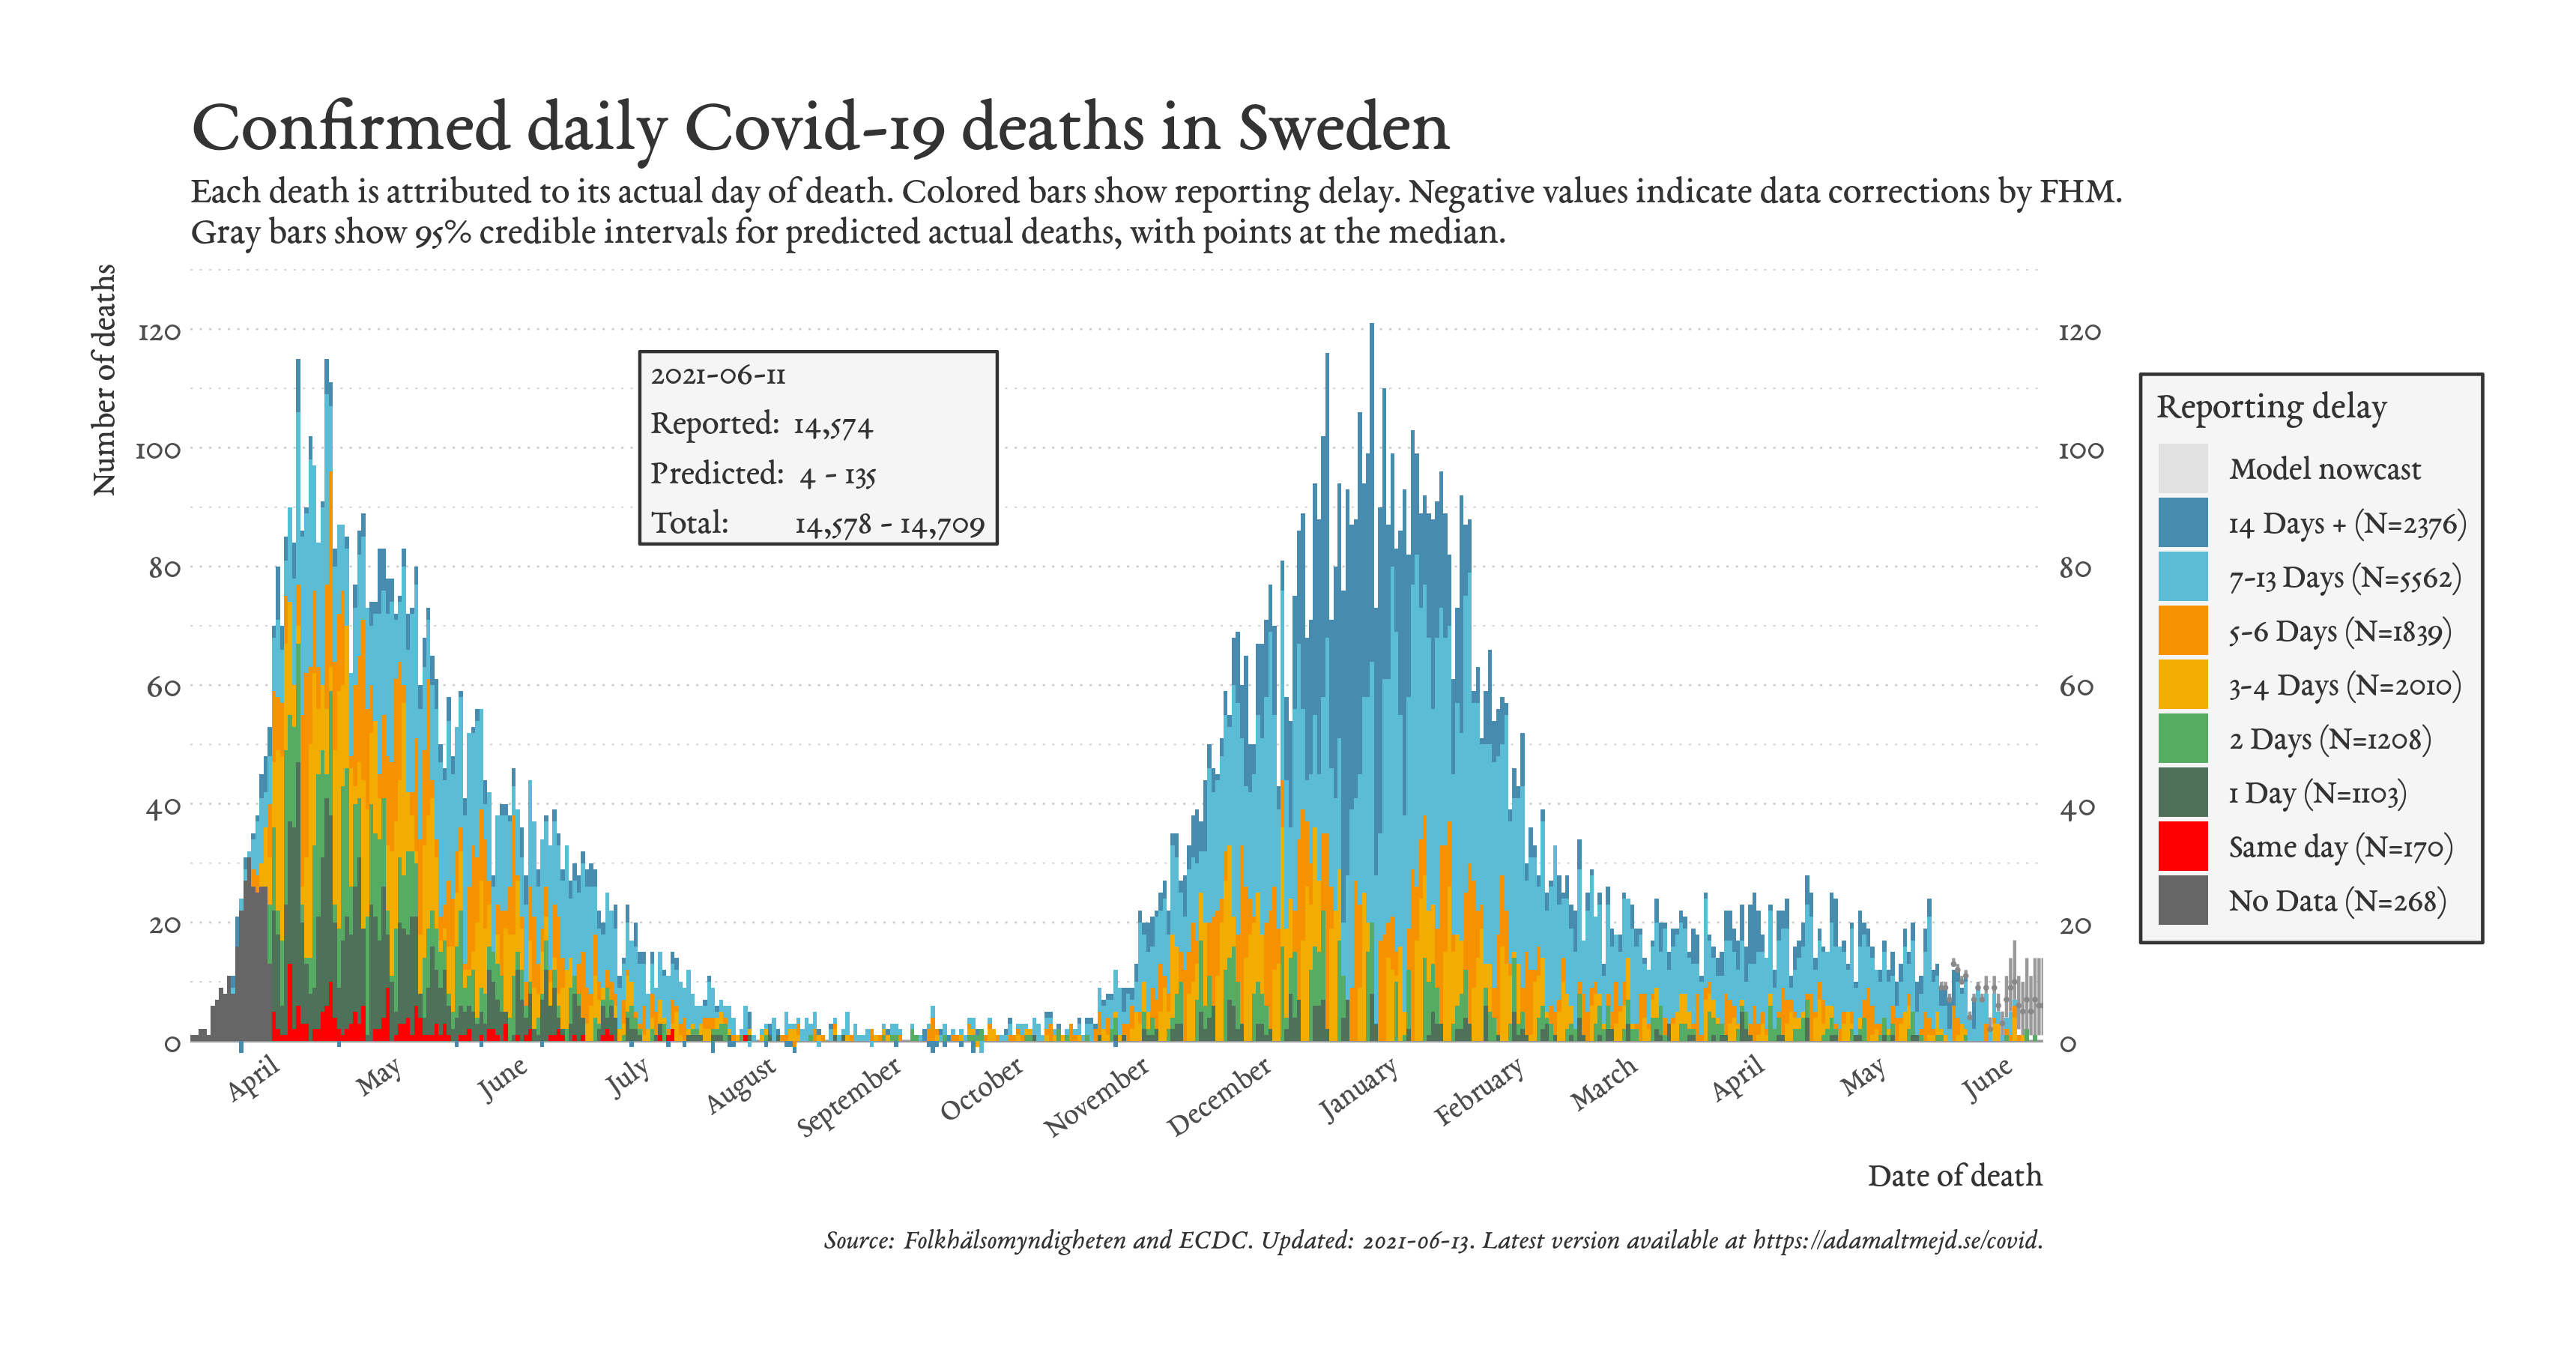 Confirmed daily Covid-19 deaths in Sweden
Each death is attributed to its actual day of death. Colored bars show reporting delay. Negative values indicate data corrections by FHM.
Gray bars show 95% credible intervals for predicted actual deaths, with points at the median.
Number of deaths
120
100
80
60
40
20
0
2021-06-11
Reported: 14,574
Predicted: 4 - 135
Total: 14,578 - 14,709
120
100
80
60
40
20
0
Reporting delay
Model nowcast
14 Days + (N=2376)
7-13 Days (N=5562)
5-6 Days (N=1839)
3-4 Days (N=2010)
2 Days (N=1208)
1 Day (N=1103)
Same day (N=170)
No Data (N=268)
April
May
June
July
August
September
October
November
December
January
February
March
April
May
June
Date of death
Source: Folkhälsomyndigheten and ECDC. Updated: 2021-06-13. Latest version available at https://adamaltmejd.se/covid.